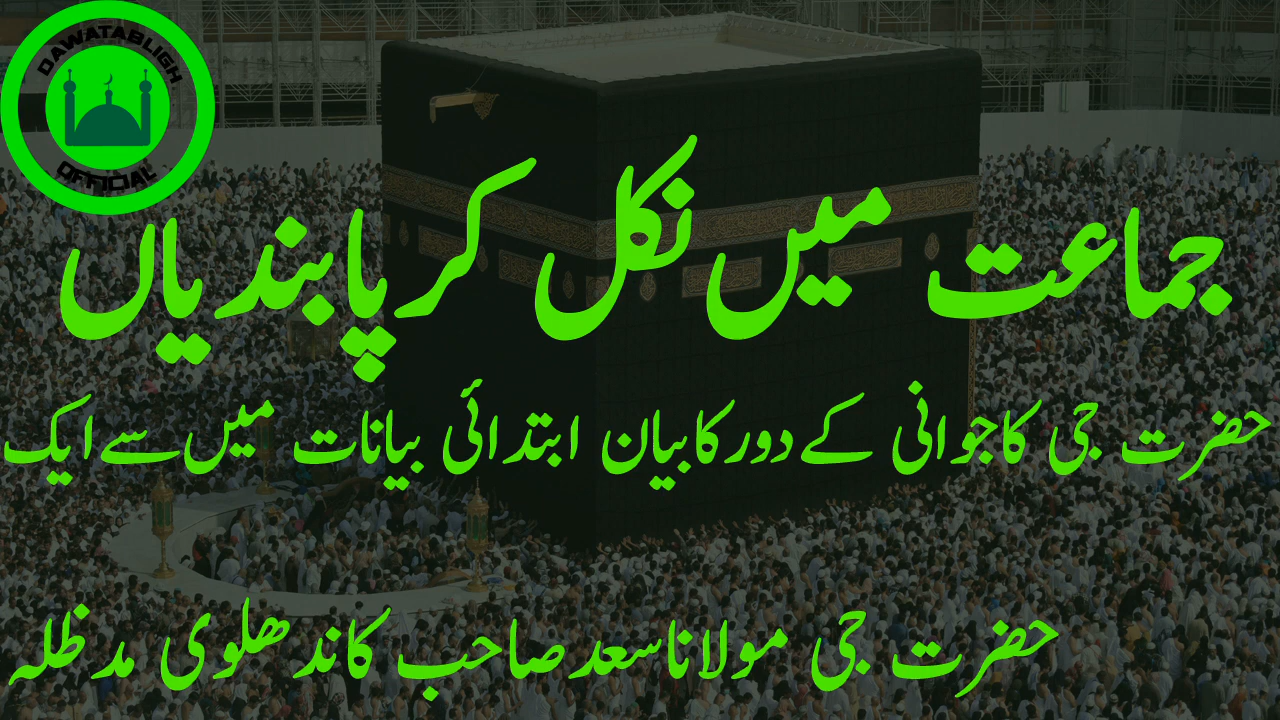 DAWATABLIGH
OFFICIAL
جماعت میں نکل کر پابندیاں
حضرت جی کا جوانی کے دور کا بیان ابتدائی بیانات میں سے ایک
حضرت جی مولانا سعد صاحب کاندھلوی مدظلہ